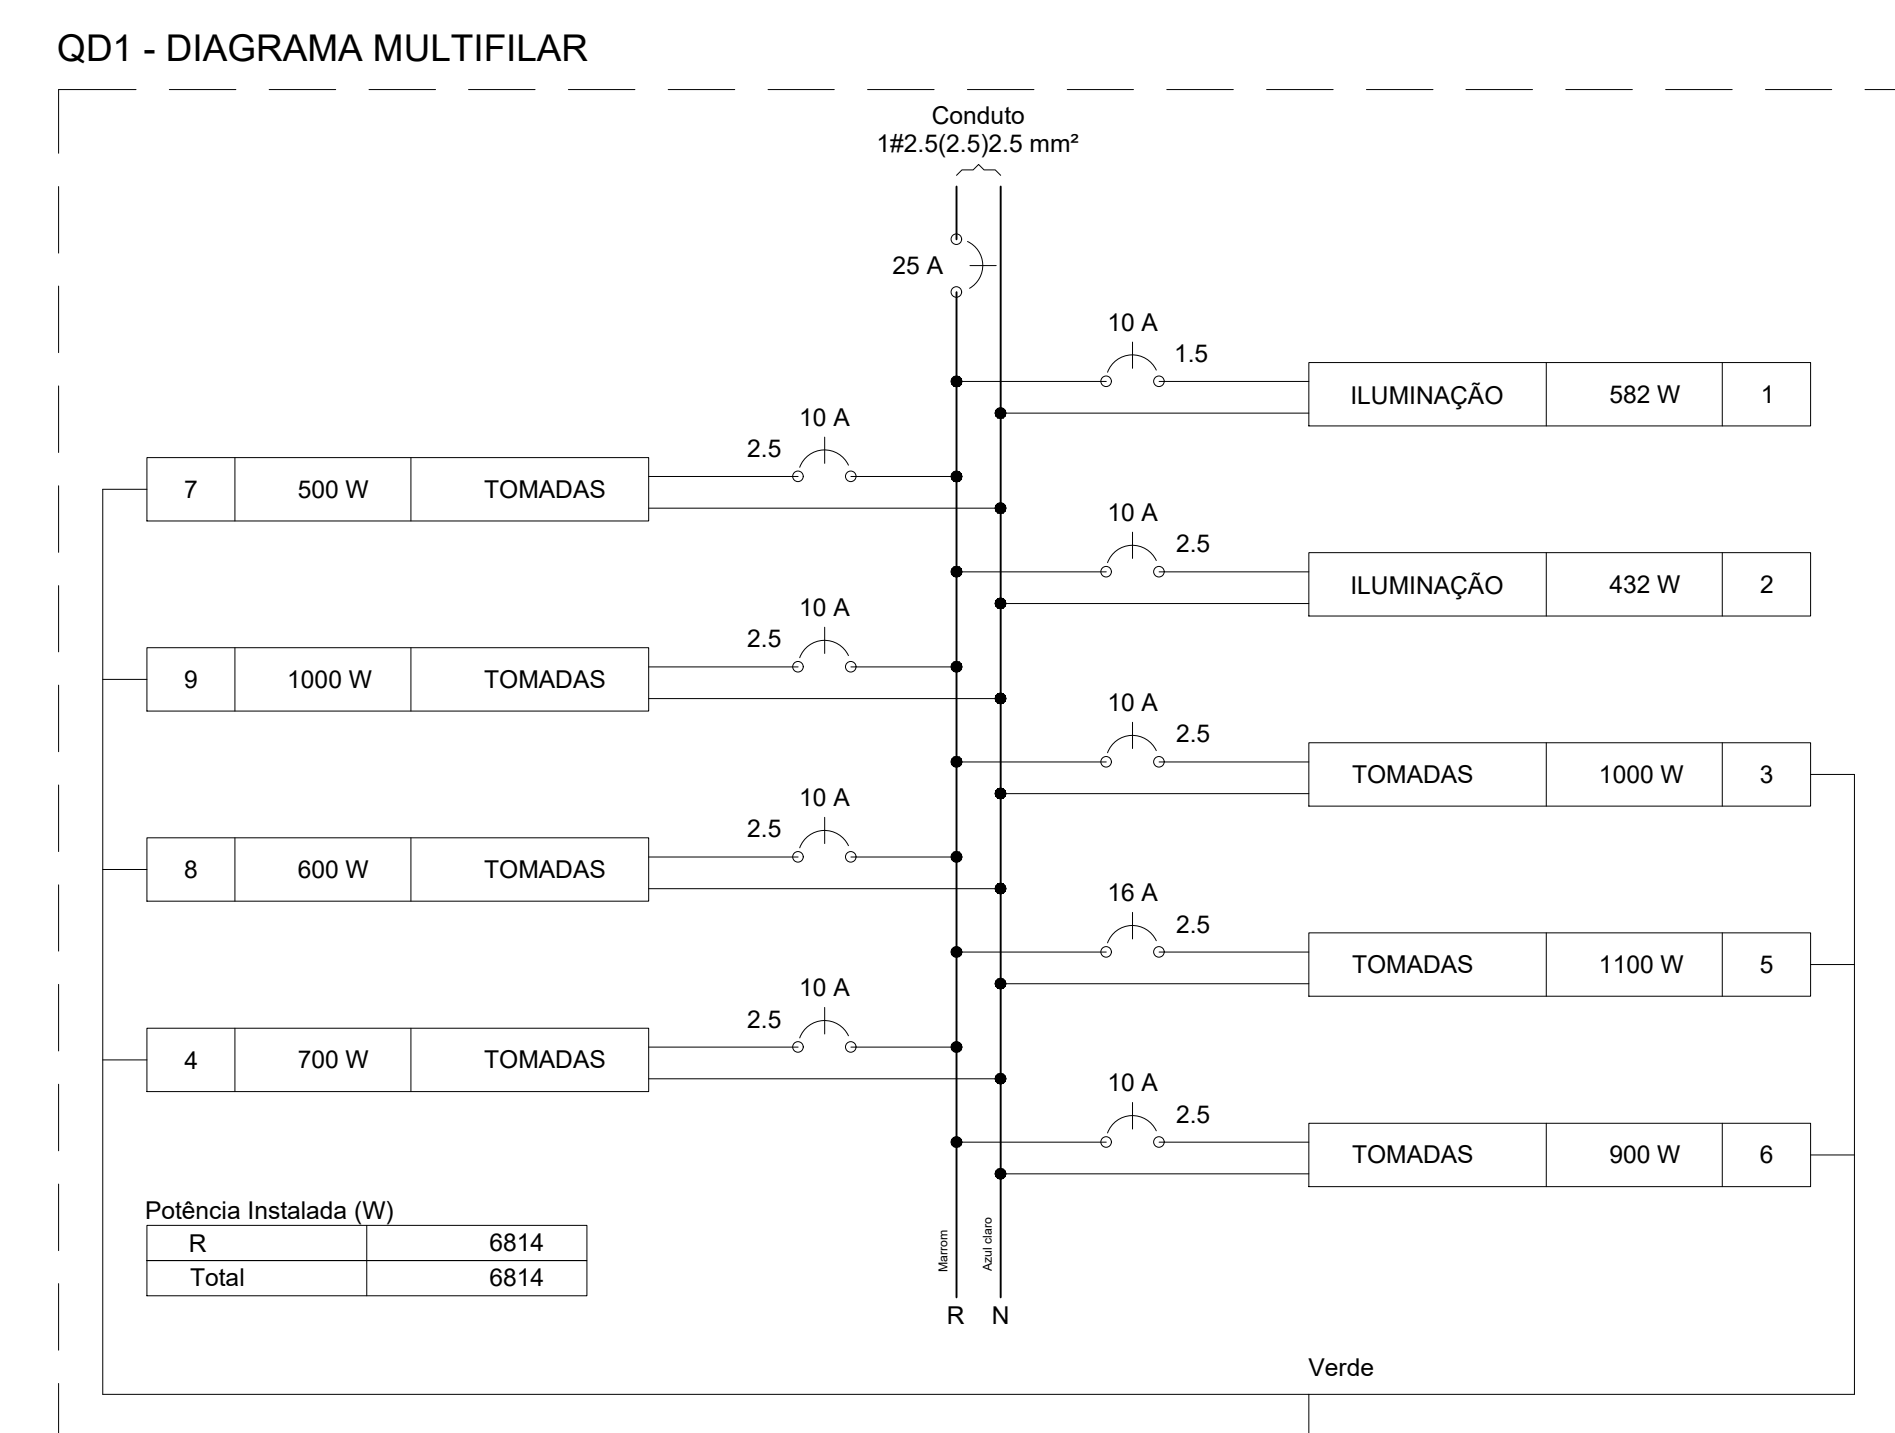 QD1 - DIAGRAMA MULTIFILAR
Conduto
1#2.5(2.5)2.5 mm²
25 A
10 A
1.5
ILUMINAÇÃO 582 W 1
10 A
2.5
7 500 W TOMADAS
10 A
2.5
ILUMINAÇÃO 432 W 2
10 A
2.5
9 1000 W TOMADAS
10 A
2.5
TOMADAS 1000 W 3
10 A
2.5
8 600 W TOMADAS
16 A
2.5
TOMADAS 1100 W 5
10 A
2.5
4 700 W TOMADAS
10 A
2.5
TOMADAS 900 W 6
Potência Instalada (W)
R 6814
Total 6814
Marrom
Azul claro
R N
Verde